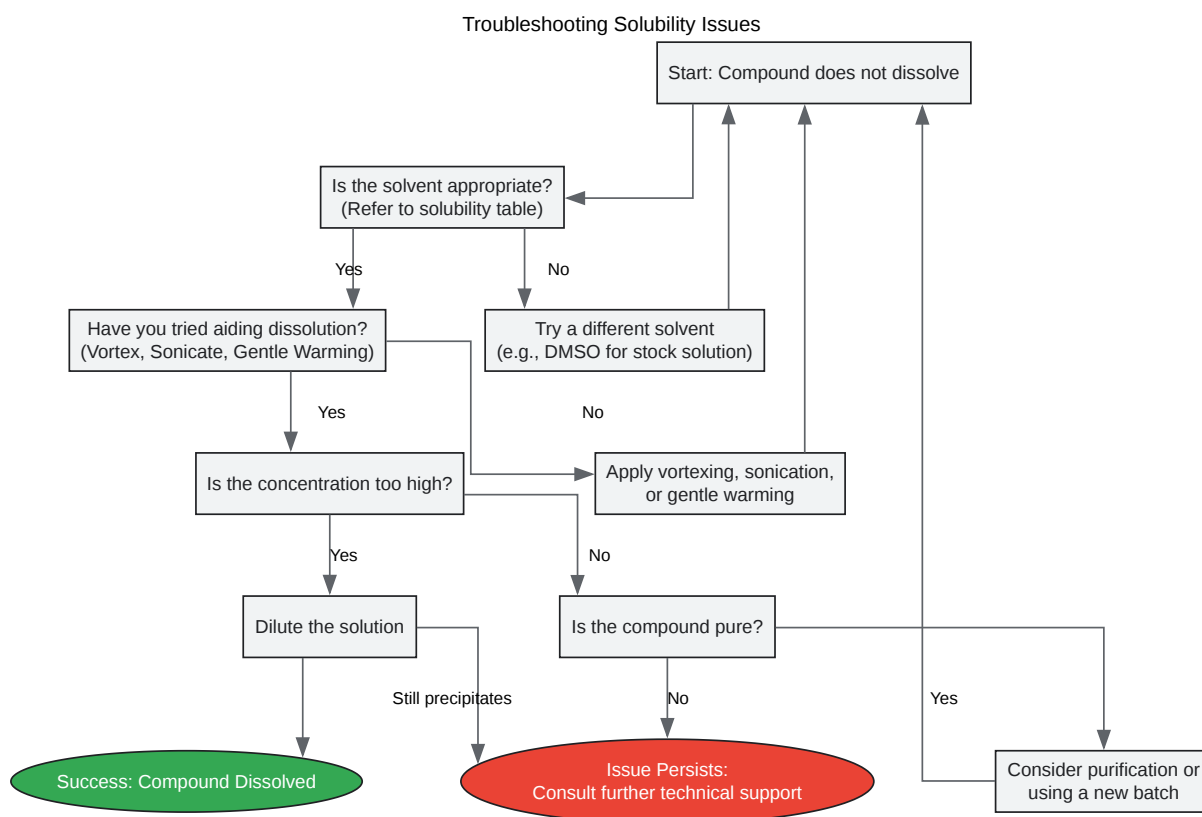 Troubleshooting Solubility Issues
Start: Compound does not dissolve
Is the solvent appropriate?
(Refer to solubility table)
Yes
No
Have you tried aiding dissolution?
(Vortex, Sonicate, Gentle Warming)
Try a different solvent
(e.g., DMSO for stock solution)
Yes
No
Is the concentration too high?
Apply vortexing, sonication,
or gentle warming
Yes
No
Dilute the solution
Is the compound pure?
Still precipitates
No
Yes
Success: Compound Dissolved
Issue Persists:
Consult further technical support
Consider purification or
using a new batch